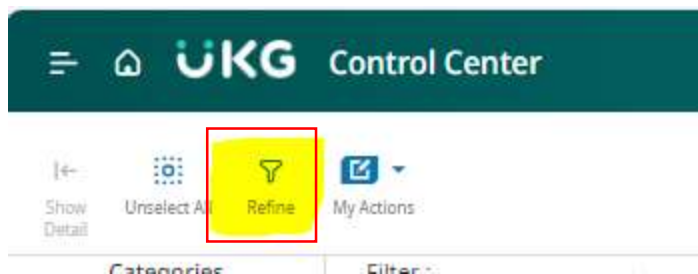 UKG Control Center
Show Detail
Unselect All
Refine
My Actions
Categories
Filter :